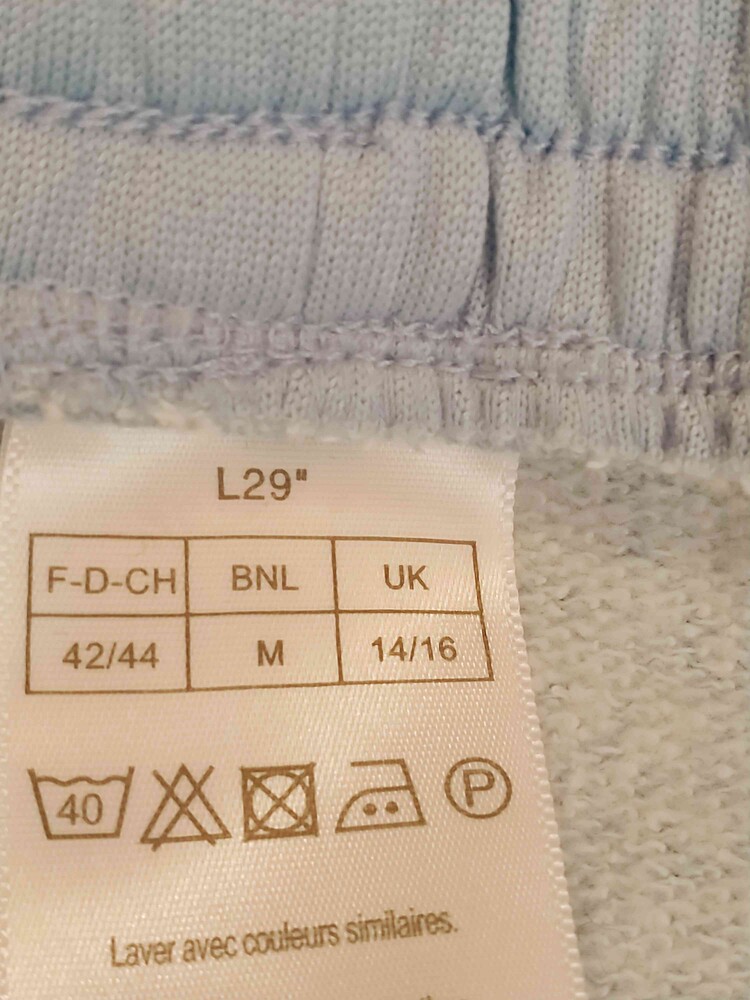 L29"
F-D-CH BNL UK
42/44 M 14/16
40 P
Laver avec couleurs similaires.